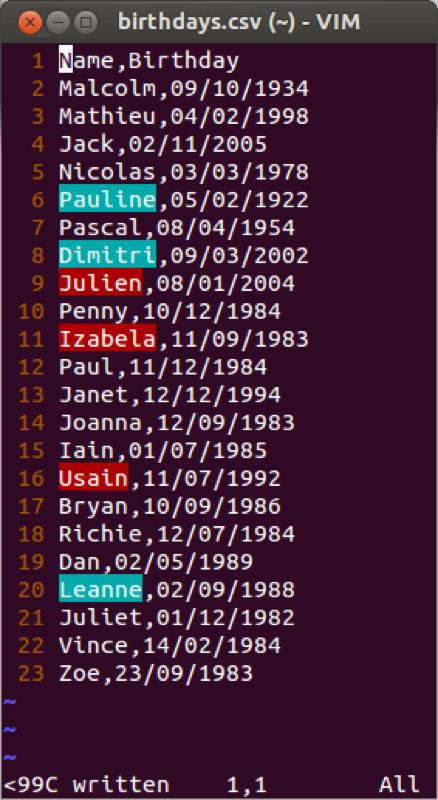 birthdays.csv (~) - VIM
1 Name,Birthday
2 Malcolm,09/10/1934
3 Mathieu,04/02/1998
4 Jack,02/11/2005
5 Nicolas,03/03/1978
6 Pauline,05/02/1922
7 Pascal,08/04/1954
8 Dimitri,09/03/2002
9 Julien,08/01/2004
10 Penny,10/12/1984
11 Izabela,11/09/1983
12 Paul,11/12/1984
13 Janet,12/12/1994
14 Joanna,12/09/1983
15 Iain,01/07/1985
16 Usain,11/07/1992
17 Bryan,10/09/1986
18 Richie,12/07/1984
19 Dan,02/05/1989
20 Leanne,02/09/1988
21 Juliet,01/12/1982
22 Vince,14/02/1984
23 Zoe,23/09/1983
~
~
~
<99C written 1,1 All